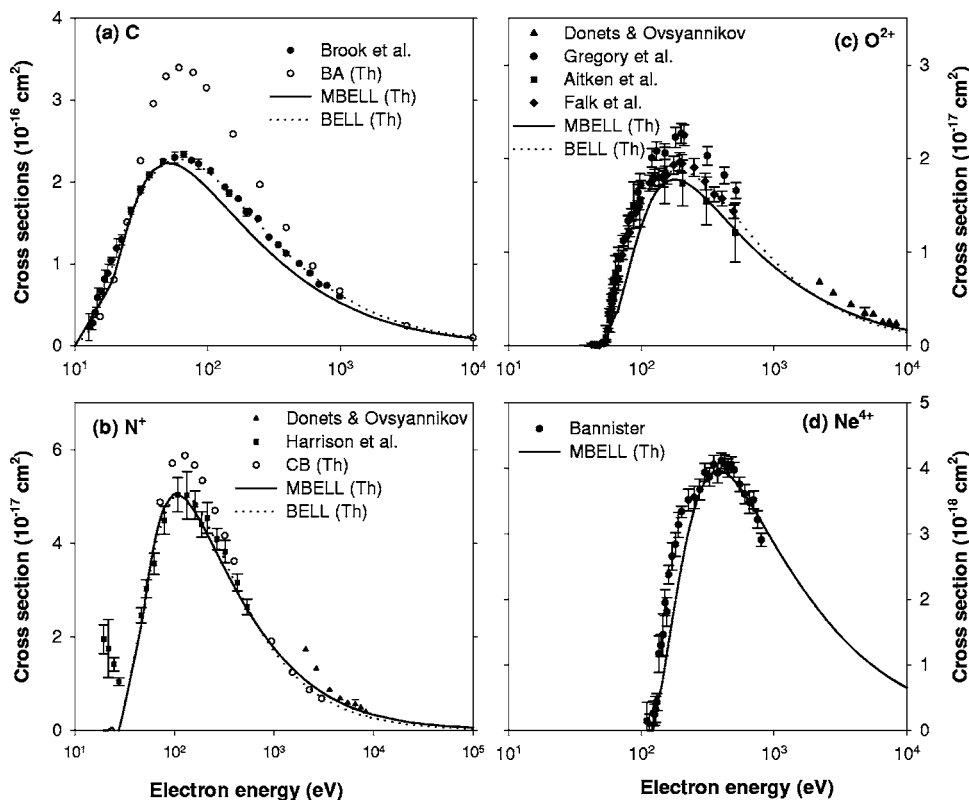 (a) C
Brook et al.
BA (Th)
MBELL (Th)
BELL (Th)
Cross sections (10⁻¹⁶ cm²)
4
3
2
1
0
10¹ 10² 10³ 10⁴
(c) O²⁺
Donets & Ovsyannikov
Gregory et al.
Aitken et al.
Falk et al.
MBELL (Th)
BELL (Th)
Cross section (10⁻¹⁷ cm²)
3
2
1
0
10¹ 10² 10³ 10⁴
(b) N⁺
Donets & Ovsyannikov
Harrison et al.
CB (Th)
MBELL (Th)
BELL (Th)
Cross section (10⁻¹⁷ cm²)
6
4
2
0
10¹ 10² 10³ 10⁴ 10⁵
Electron energy (eV)
(d) Ne⁴⁺
Bannister
MBELL (Th)
Cross section (10⁻¹⁸ cm²)
5
4
3
2
1
0
10¹ 10² 10³ 10⁴
Electron energy (eV)